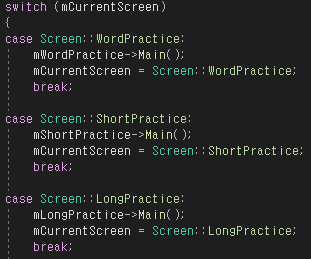 switch (mCurrentScreen)
{
case Screen::WordPractice:
    mWordPractice->Main();
    mCurrentScreen = Screen::WordPractice;
    break;

case Screen::ShortPractice:
    mShortPractice->Main();
    mCurrentScreen = Screen::ShortPractice;
    break;

case Screen::LongPractice:
    mLongPractice->Main();
    mCurrentScreen = Screen::LongPractice;
    break;